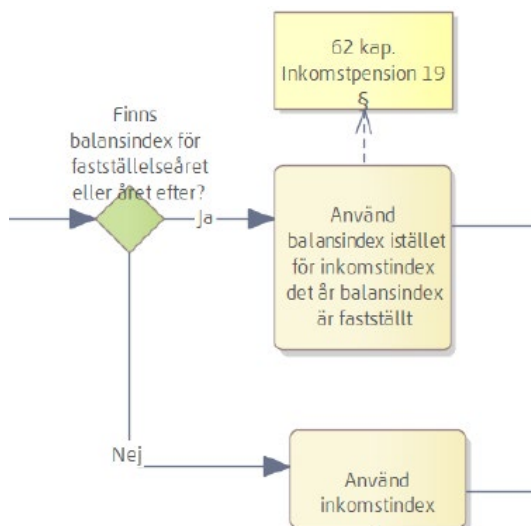 62 kap.
Inkomstpension 19
§
Finns
balansindex för
fastställelseåret
eller året efter?
Ja
Använd
balansindex istället
för inkomstindex
det år balansindex
är fastställt
Nej
Använd
inkomstindex